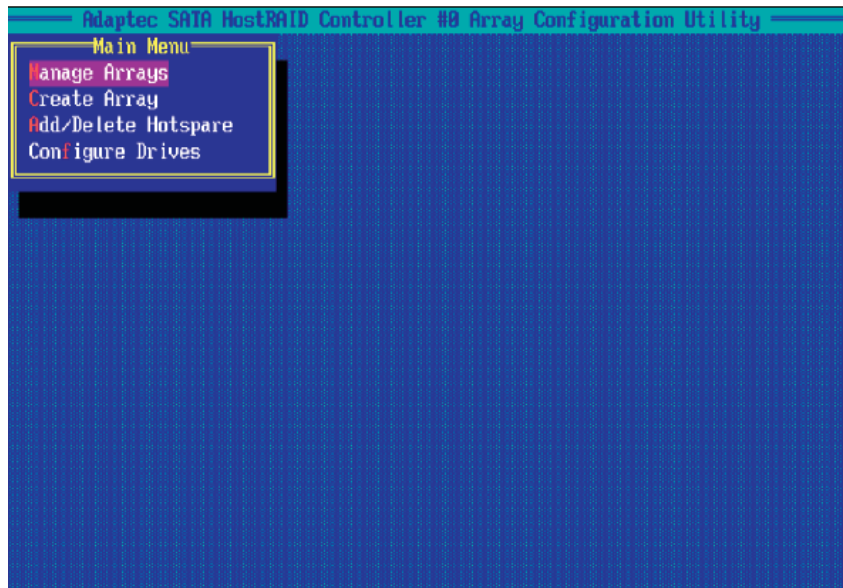 Adaptec SATA HostRAID Controller #0 Array Configuration Utility
Main Menu
Manage Arrays
Create Array
Add/Delete Hotspare
Configure Drives